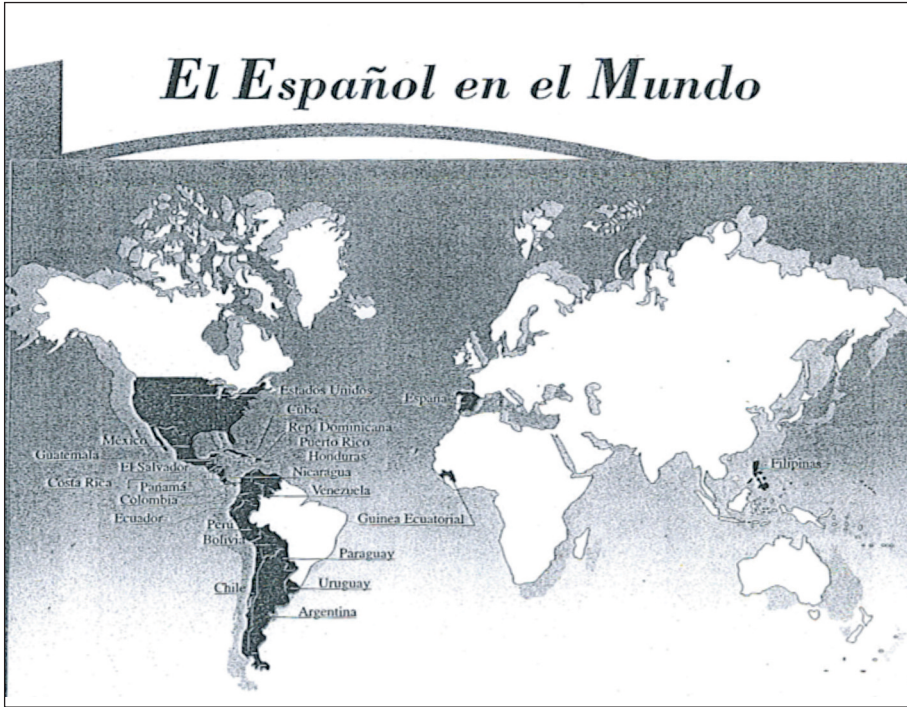 El Español en el Mundo
Estados Unidos
España
Cuba
Rep. Dominicana
México
Puerto Rico
Guatemala
Honduras
El Salvador
Filipinas
Nicaragua
Costa Rica
Panamá
Venezuela
Colombia
Ecuador
Guinea Ecuatorial
Perú
Bolivia
Paraguay
Chile
Uruguay
Argentina